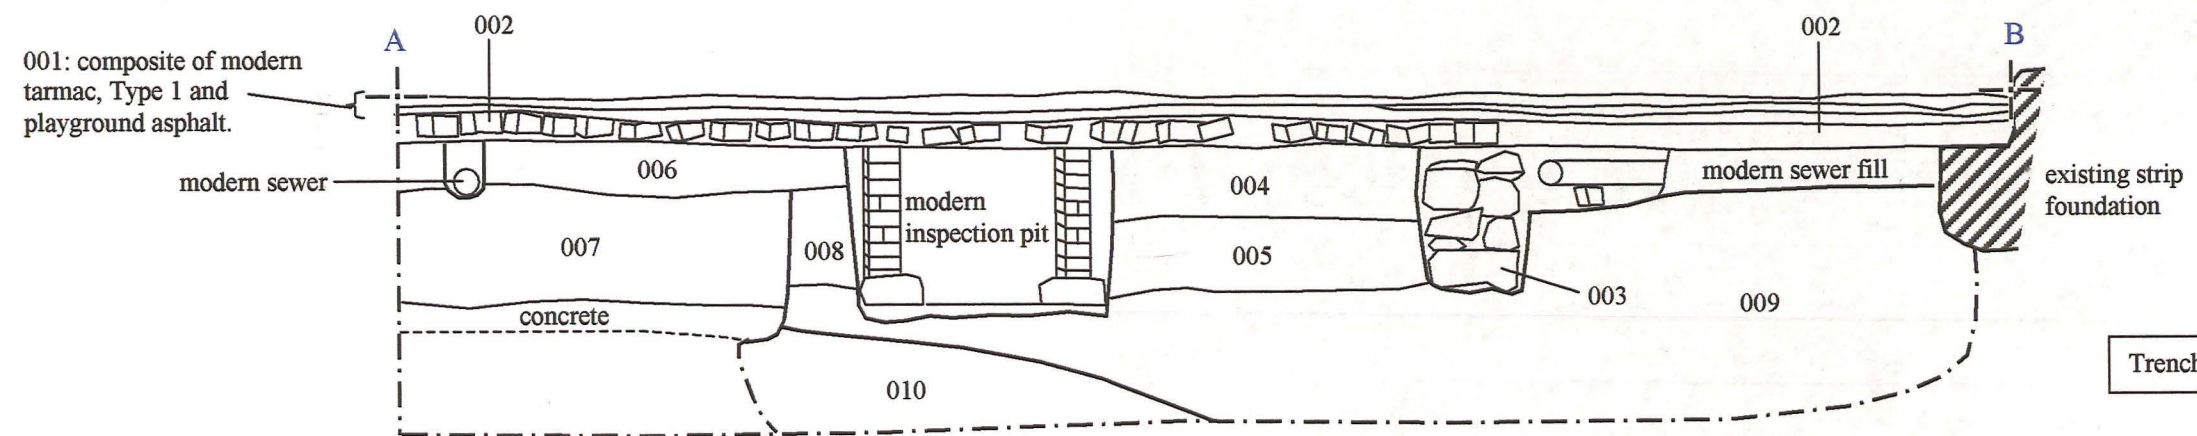 002
002
A
B
001: composite of modern
tarmac, Type 1 and
playground asphalt.
006
004
modern sewer fill
modern sewer
existing strip
foundation
modern
inspection pit
007
008
005
003
009
concrete
Trench
010